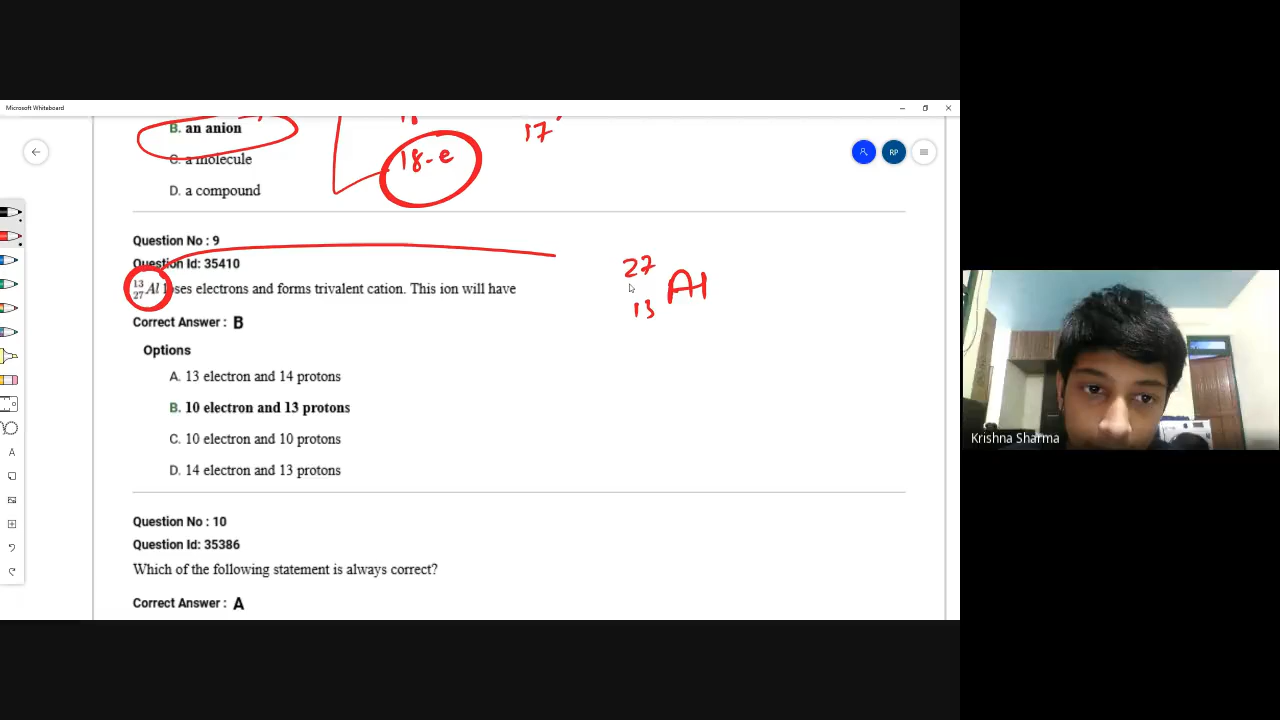 Microsoft Whiteboard
B. an anion
C. a molecule
D. a compound
18-e
17
RP
Question No : 9
Question Id: 35410
13
27 Al loses electrons and forms trivalent cation. This ion will have
27
13 Al
Correct Answer : B
Options
A. 13 electron and 14 protons
B. 10 electron and 13 protons
C. 10 electron and 10 protons
D. 14 electron and 13 protons
Question No : 10
Question Id: 35386
Which of the following statement is always correct?
Correct Answer : A
A
Krishna Sharma